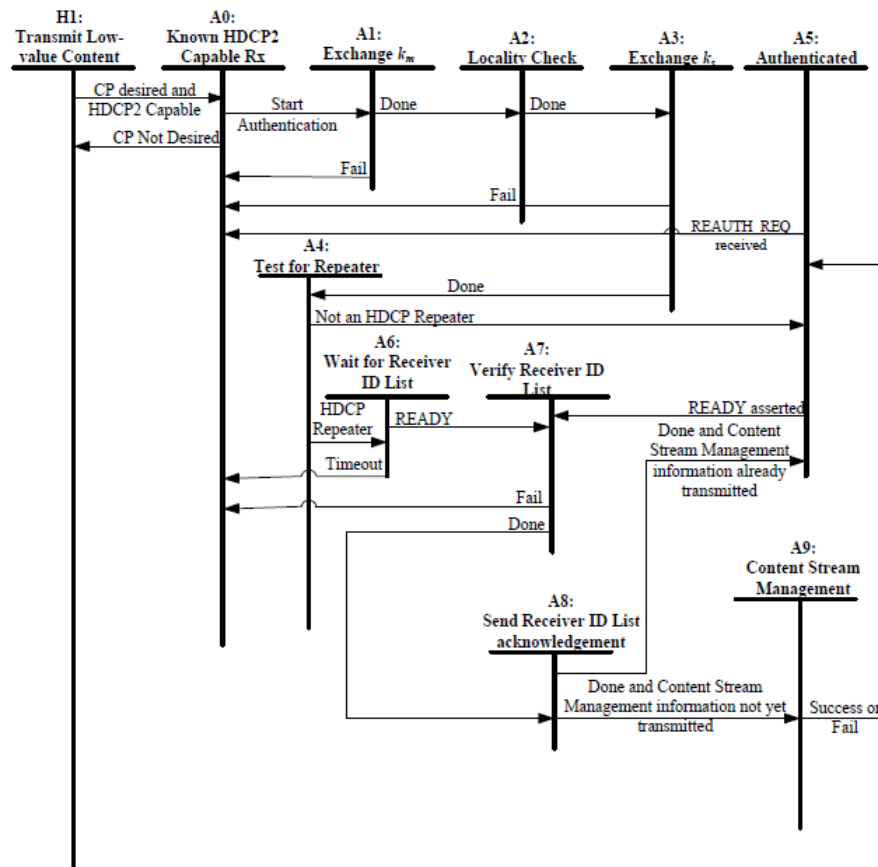 H1:
Transmit Low-
value Content
A0:
Known HDCP2
Capable Rx
A1:
Exchange km
A2:
Locality Check
A3:
Exchange ks
A5:
Authenticated
CP desired and
HDCP2 Capable
Start
Authentication
Done
Done
CP Not Desired
Fail
Fail
REAUTH_REQ
received
A4:
Test for Repeater
Done
Not an HDCP Repeater
A6:
Wait for Receiver
ID List
A7:
Verify Receiver ID
List
HDCP
Repeater
READY
READY asserted
Done and Content
Stream Management
information already
transmitted
Timeout
Fail
Done
A9:
Content Stream
Management
A8:
Send Receiver ID List
acknowledgement
Done and Content Stream
Management information not yet
transmitted
Success or
Fail